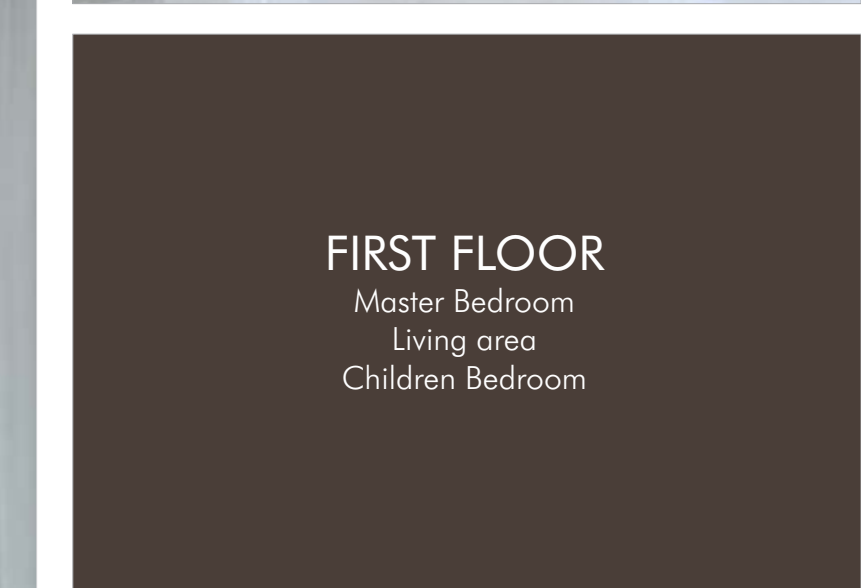 FIRST FLOOR
Master Bedroom
Living area
Children Bedroom